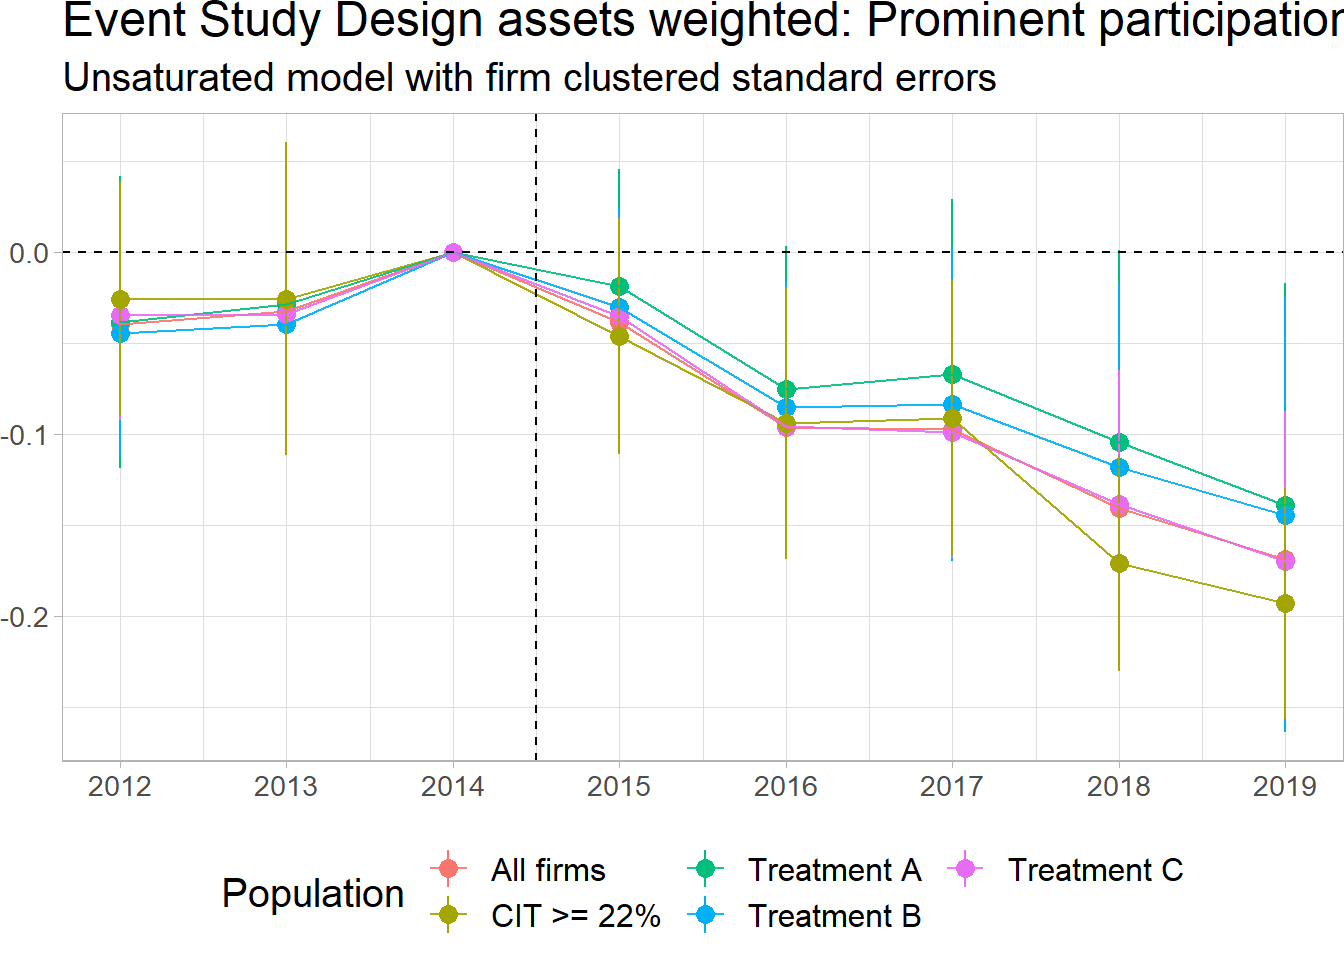 Event Study Design assets weighted: Prominent participation
Unsaturated model with firm clustered standard errors
0.0
-0.1
-0.2
2012 2013 2014 2015 2016 2017 2018 2019
Population
All firms Treatment A Treatment C
CIT >= 22% Treatment B